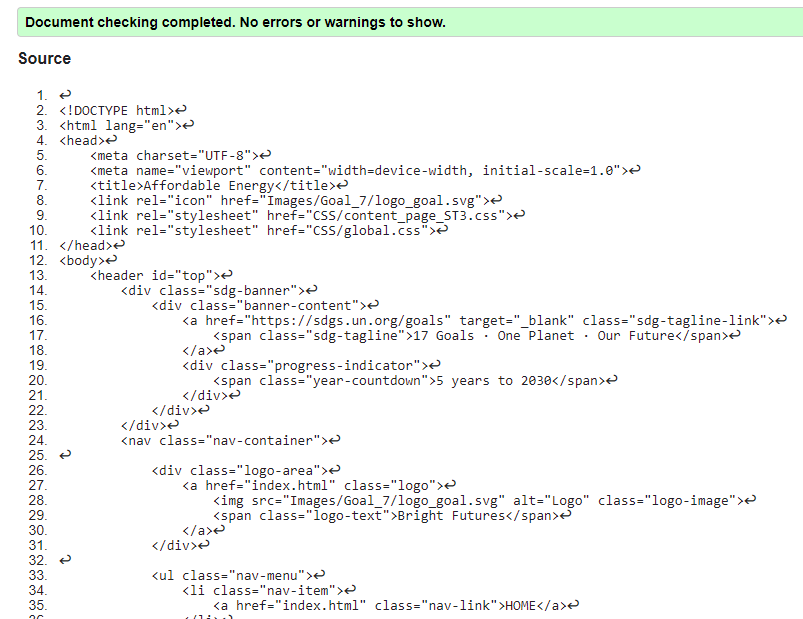 Document checking completed. No errors or warnings to show.
Source
1. ↩
2. <!DOCTYPE html>↩
3. <html lang="en">↩
4. <head>↩
5. <meta charset="UTF-8">↩
6. <meta name="viewport" content="width=device-width, initial-scale=1.0">↩
7. <title>Affordable Energy</title>↩
8. <link rel="icon" href="Images/Goal_7/logo_goal.svg">↩
9. <link rel="stylesheet" href="CSS/content_page_ST3.css">↩
10. <link rel="stylesheet" href="CSS/global.css">↩
11. </head>↩
12. <body>↩
13. <header id="top">↩
14. <div class="sdg-banner">↩
15. <div class="banner-content">↩
16. <a href="https://sdgs.un.org/goals" target="_blank" class="sdg-tagline-link">↩
17. <span class="sdg-tagline">17 Goals · One Planet · Our Future</span>↩
18. </a>↩
19. <div class="progress-indicator">↩
20. <span class="year-countdown">5 years to 2030</span>↩
21. </div>↩
22. </div>↩
23. </div>↩
24. <nav class="nav-container">↩
25. ↩
26. <div class="logo-area">↩
27. <a href="index.html" class="logo">↩
28. <img src="Images/Goal_7/logo_goal.svg" alt="Logo" class="logo-image">↩
29. <span class="logo-text">Bright Futures</span>↩
30. </a>↩
31. </div>↩
32. ↩
33. <ul class="nav-menu">↩
34. <li class="nav-item">↩
35. <a href="index.html" class="nav-link">HOME</a>↩